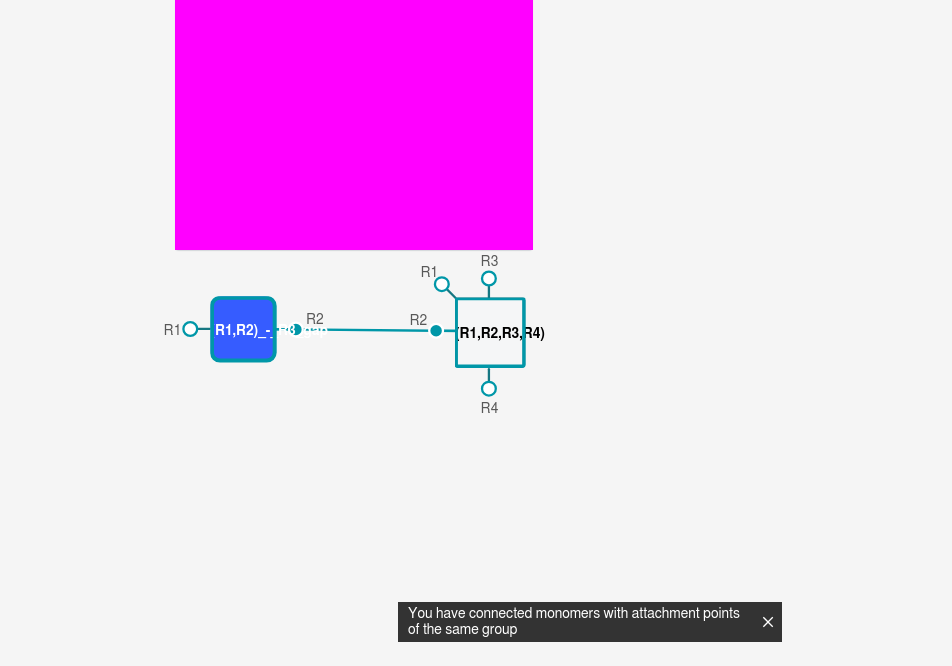 R3
R1
R2
R2
R1
R1,R2)_-_R3_gap
(R1,R2,R3,R4)
R4
You have connected monomers with attachment points
of the same group